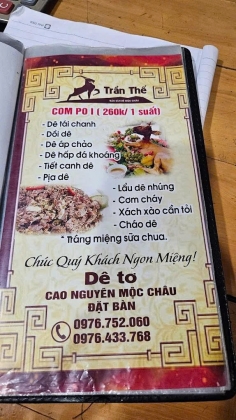 Trần Thế
COM PO I ( 260k/ 1 suất)
- Dê tái chanh
- Dồi dê
- Dê áp chảo
- Dê hấp đá khoáng
- Tiết canh dê
- Pịa dê
- Lẩu dê nhúng
- Cơm cháy
- Xách xào cần tỏi
- Cháo dê
* Tráng miệng sữa chua.
Chúc Quý Khách Ngon Miệng!
Dê tơ
CAO NGUYÊN MỘC CHÂU
ĐẶT BÀN
0976.752.060
0976.433.768